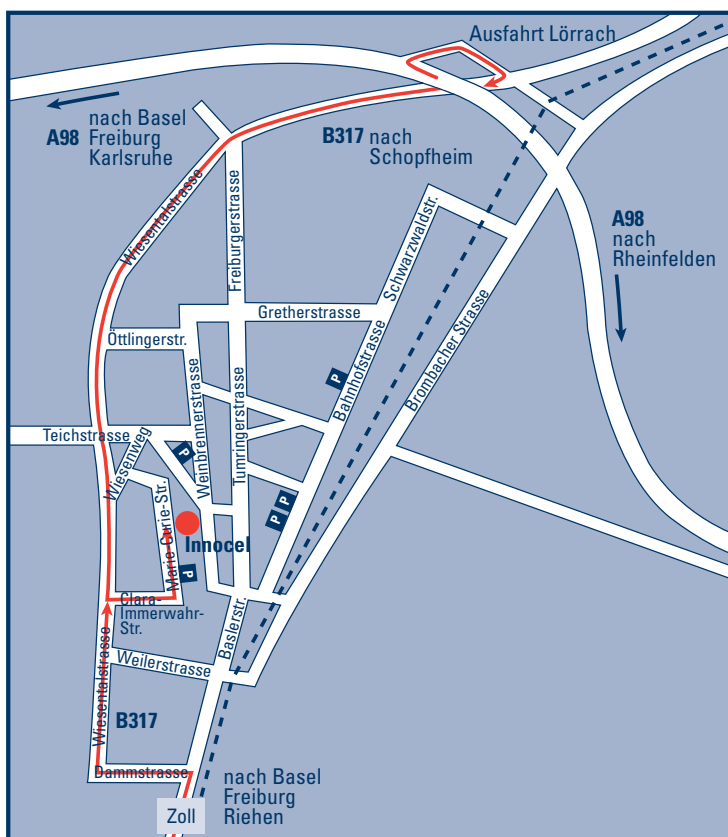 Ausfahrt Lörrach
nach Basel
A98 Freiburg
Karlsruhe
B317 nach
Schopfheim
A98
nach
Rheinfelden
Wiesentalstrasse
Freiburgerstrasse
Schwarzwaldstr.
Gretherstrasse
Brombacher Strasse
Öttlingerstr.
Bahnhofstrasse
P
Weinbrennerstrasse
Tumringerstrasse
Teichstrasse
Wiesenweg
P
Marie-Curie-Str.
P P
Innocel
P
Clara-
Immerwahr-
Str.
Baslerstr.
Weilerstrasse
Wiesentalstrasse
B317
Dammstrasse
nach Basel
Freiburg
Riehen
Zoll